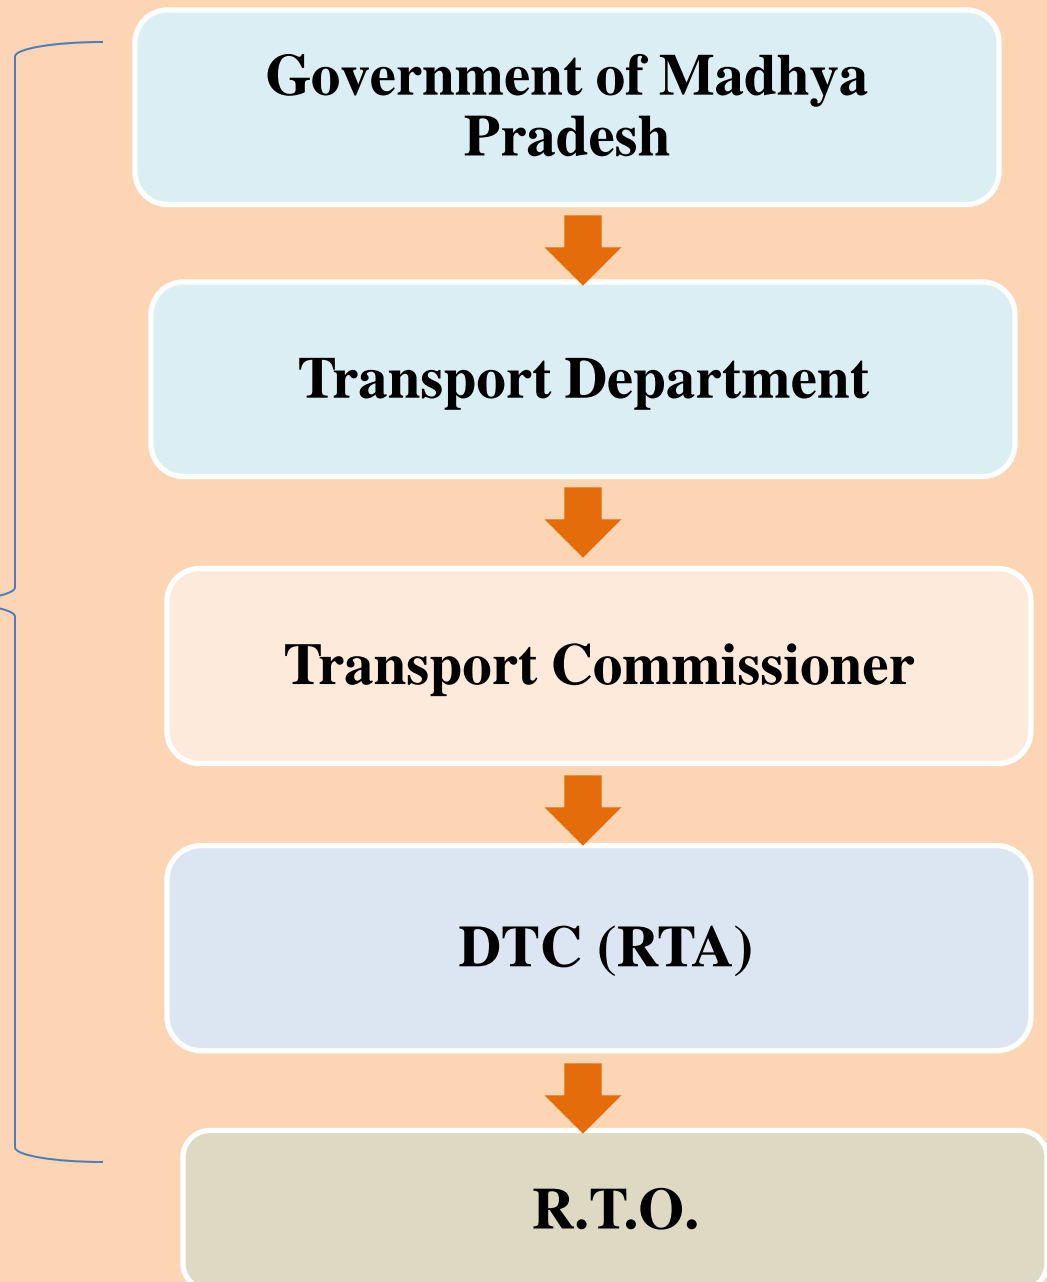 Government of Madhya
Pradesh
Transport Department
Transport Commissioner
DTC (RTA)
R.T.O.